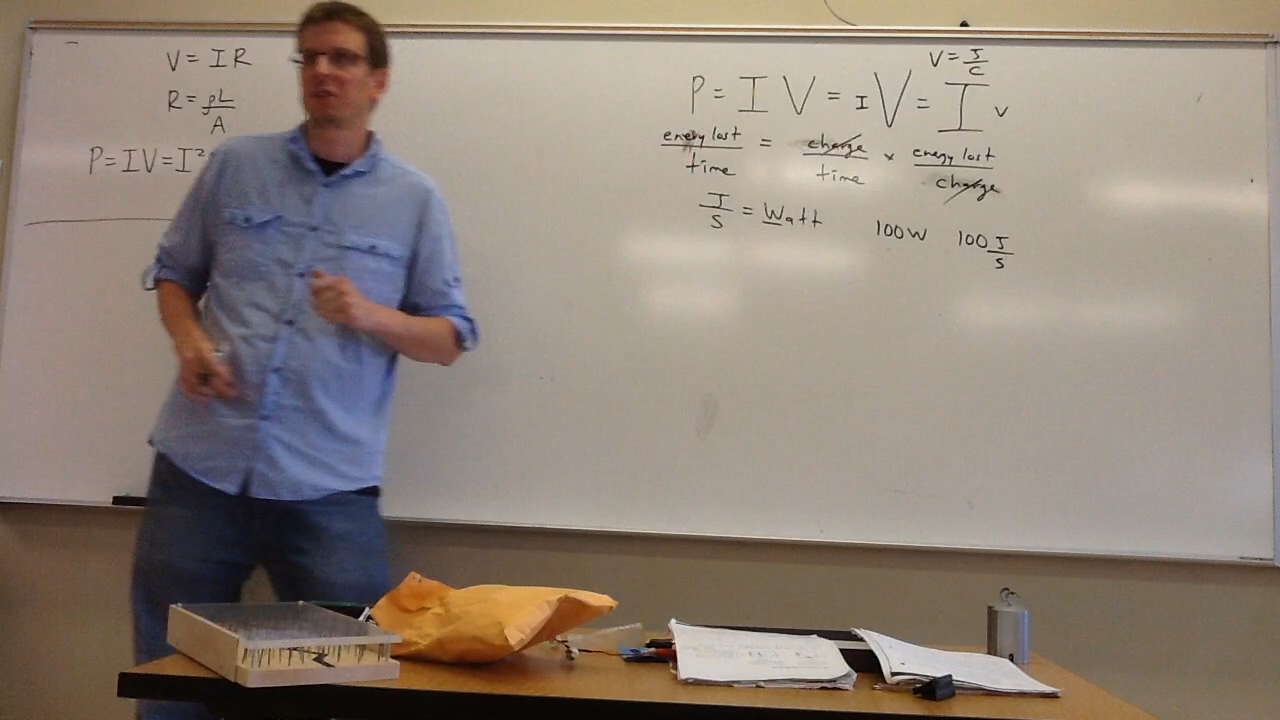 V = IR
R = ρL/A
P = IV = I²
V = J/C
P = I V = I V = I V
energy lost/time = charge/time × energy lost/charge
J/s = Watt 100W 100 J/s